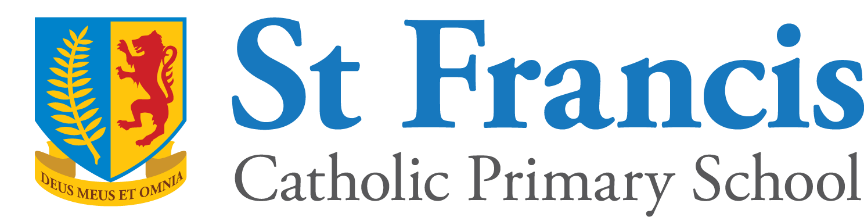 St Francis
Catholic Primary School
DEUS MEUS ET OMNIA